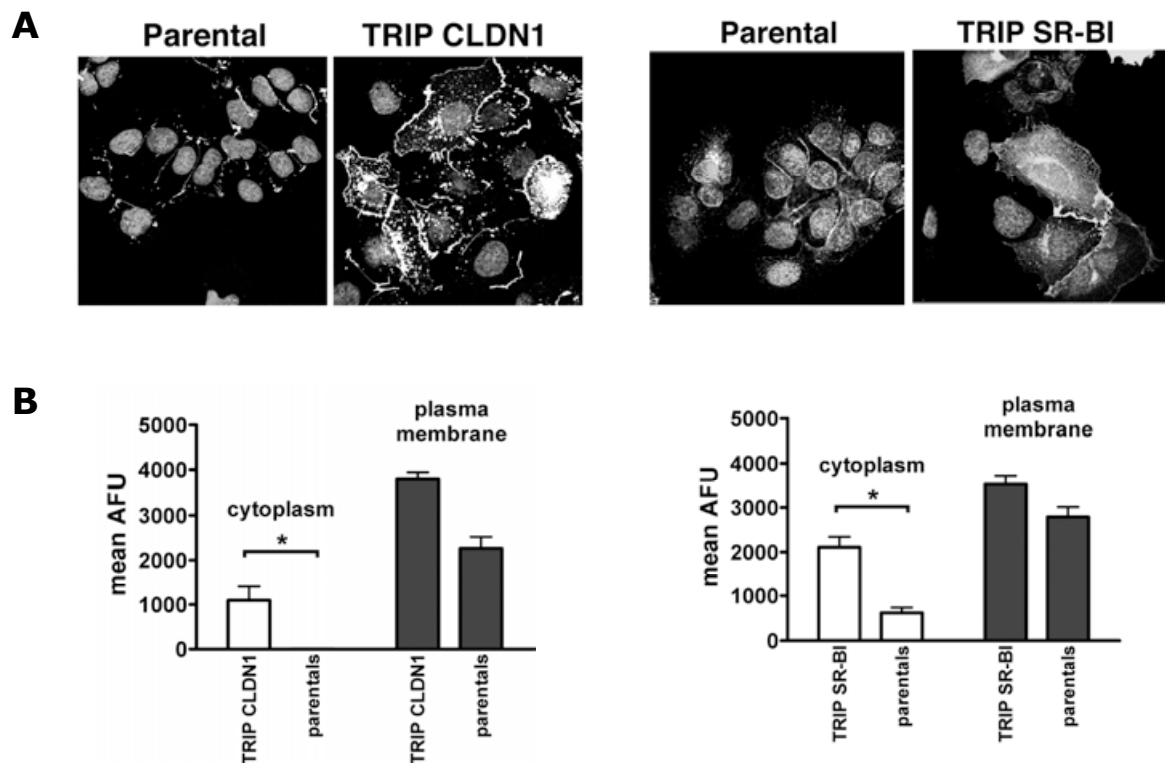 A
Parental
TRIP CLDN1
Parental
TRIP SR-BI
B
mean AFU
5000
4000
3000
2000
1000
0
cytoplasm
*
plasma
membrane
TRIP CLDN1
parentals
TRIP CLDN1
parentals
mean AFU
5000
4000
3000
2000
1000
0
cytoplasm
*
plasma
membrane
TRIP SR-BI
parentals
TRIP SR-BI
parentals